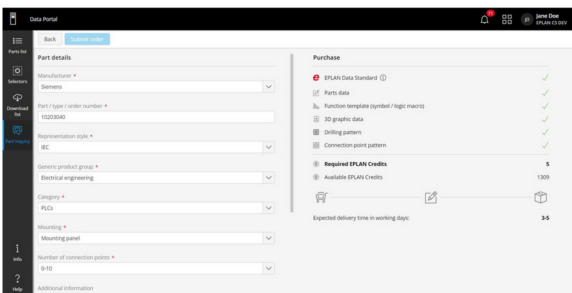 Data Portal
11
JD
Jane Doe
EPLAN CS DEV
Parts list
Selectors
Download
list
Part inquiry
Info
Help
Back
Submit order
Part details
Manufacturer *
Siemens
Part / type / order number *
10203040
Representation style *
IEC
Generic product group *
Electrical engineering
Category *
PLCs
Mounting *
Mounting panel
Number of connection points *
0-10
Additional information
Purchase
EPLAN Data Standard
Parts data
Function template (symbol / logic macro)
3D graphic data
Drilling pattern
Connection point pattern
Required EPLAN Credits 5
Available EPLAN Credits 1309
Expected delivery time in working days: 3-5